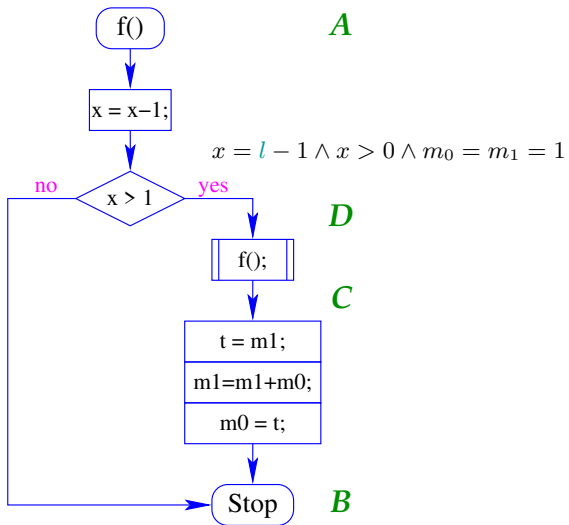 f() A
x = x−1;
x = l − 1 ∧ x > 0 ∧ m₀ = m₁ = 1
no x > 1 yes
D
f();
C
t = m1;
m1=m1+m0;
m0 = t;
Stop B